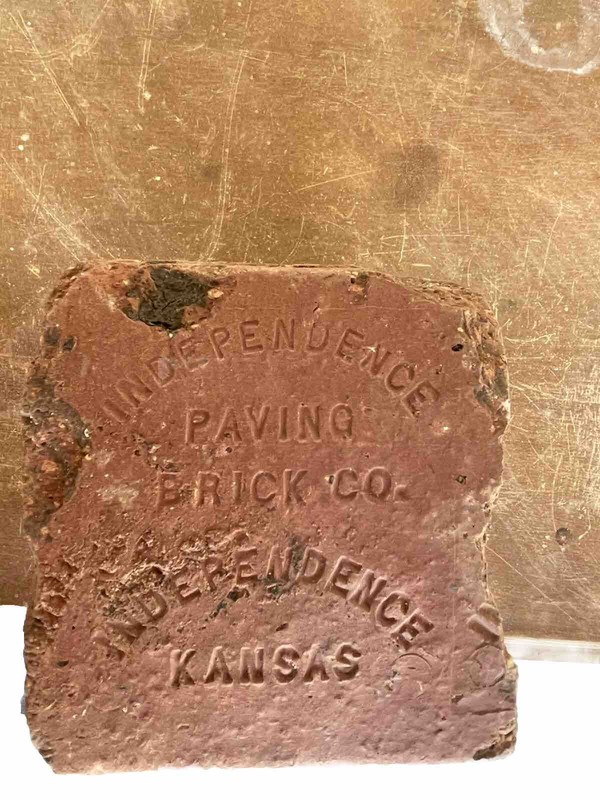 INDEPENDENCE
PAVING
BRICK CO.
INDEPENDENCE
KANSAS